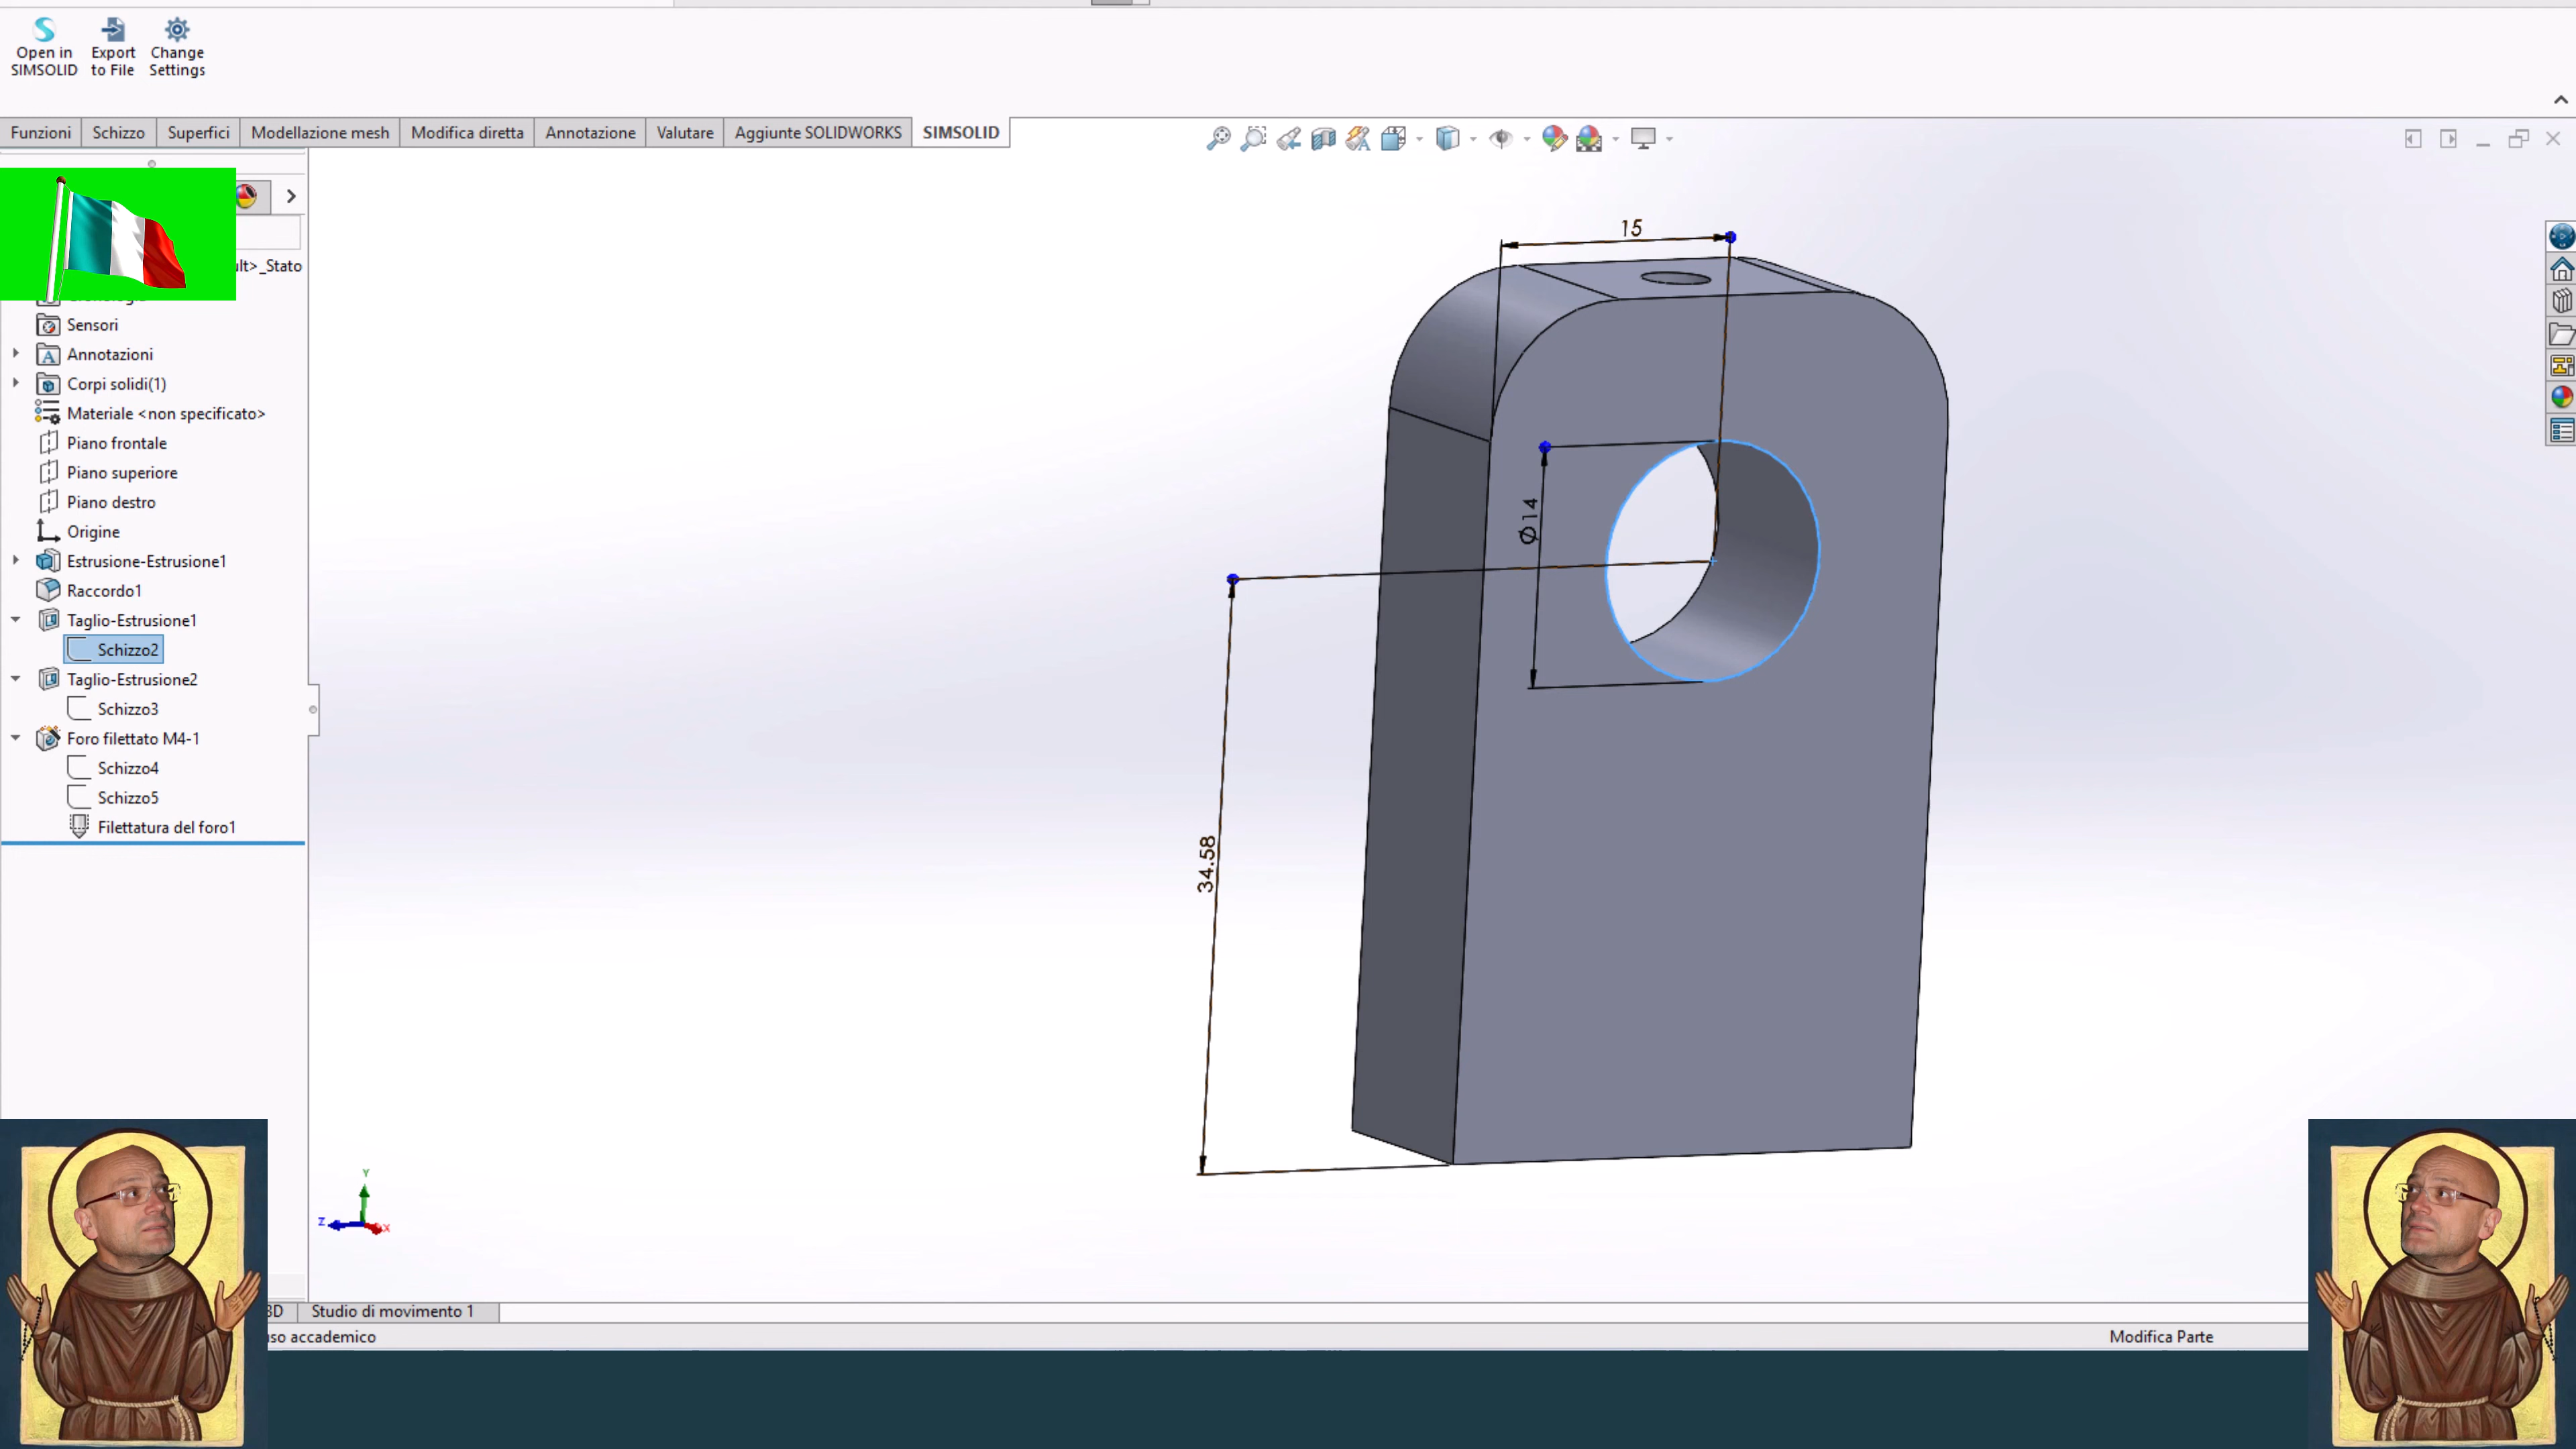 Open in
SIMSOLID
Export
to File
Change
Settings
Funzioni
Schizzo
Superfici
Modellazione mesh
Modifica diretta
Annotazione
Valutare
Aggiunte SOLIDWORKS
SIMSOLID
ult>_Stato
Sensori
Annotazioni
Corpi solidi(1)
Materiale <non specificato>
Piano frontale
Piano superiore
Piano destro
Origine
Estrusione-Estrusione1
Raccordo1
Taglio-Estrusione1
Schizzo2
Taglio-Estrusione2
Schizzo3
Foro filettato M4-1
Schizzo4
Schizzo5
Filettatura del foro1
15
Ø14
34.58
Y
Z
X
3D
Studio di movimento 1
uso accademico
Modifica Parte